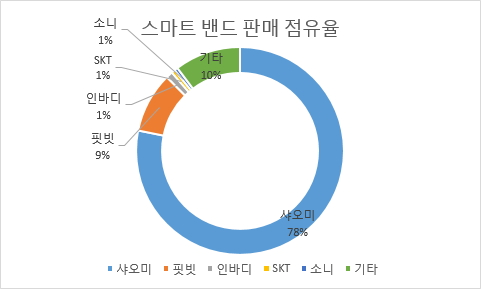 스마트 밴드 판매 점유율
소니
1%
SKT
1%
인바디
1%
핏빗
9%
기타
10%
샤오미
78%
샤오미 핏빗 인바디 SKT 소니 기타